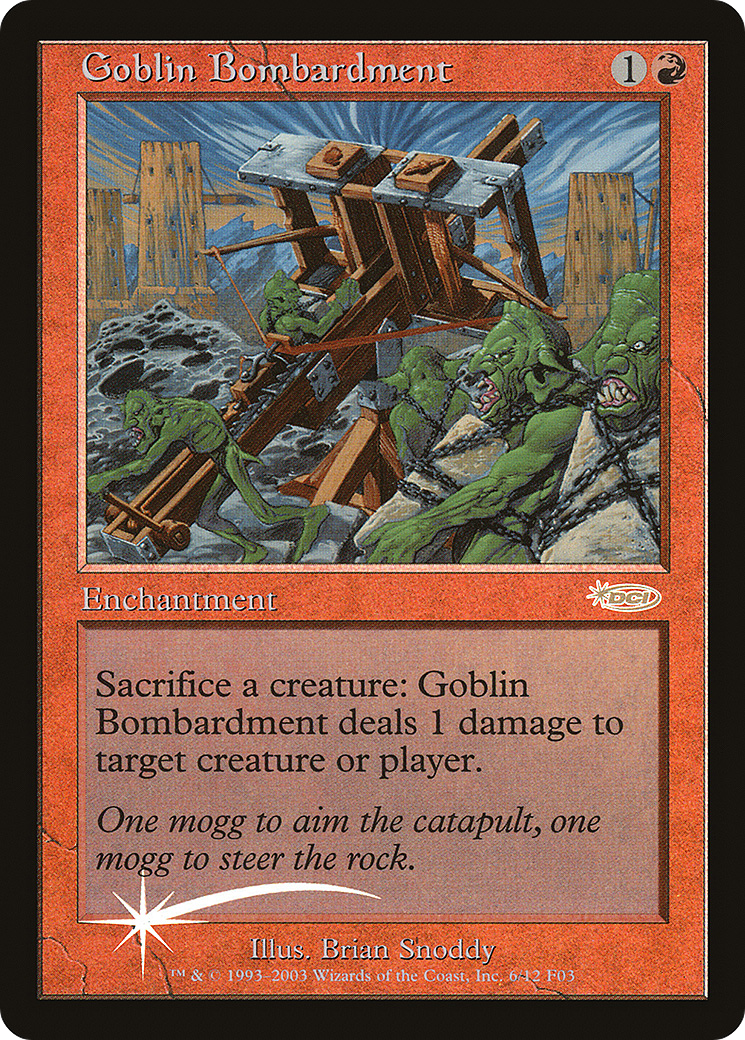 Goblin Bombardment 1
Enchantment DCI
Sacrifice a creature: Goblin
Bombardment deals 1 damage to
target creature or player.
One mogg to aim the catapult, one
mogg to steer the rock.
Illus. Brian Snoddy
™ & © 1993–2003 Wizards of the Coast, Inc. 6/12 F03